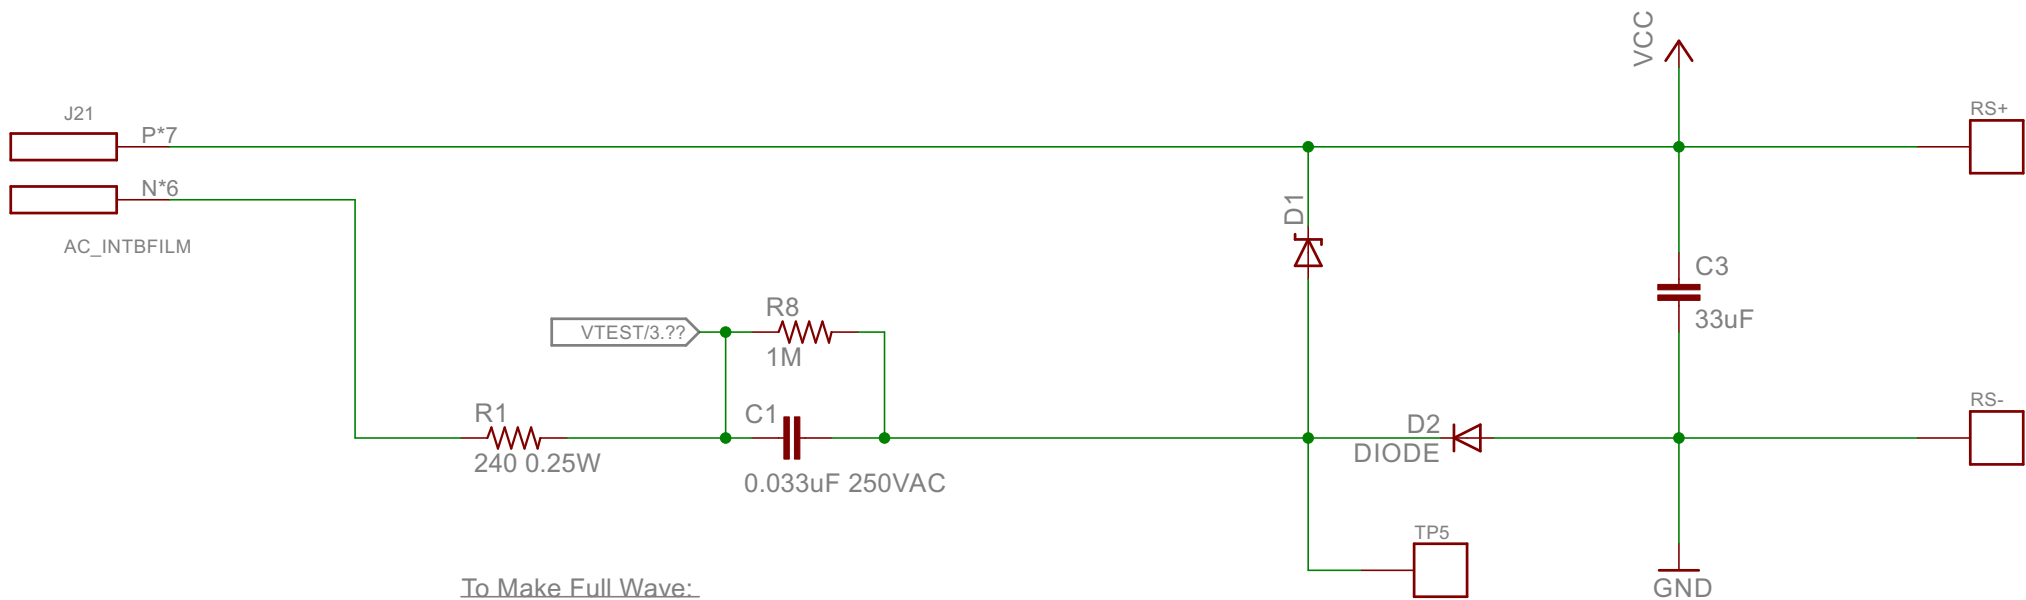 VCC
J21
P*7
N*6
AC_INTBFILM
RS+
D1
C3
33uF
VTEST/3.??
R8
1M
R1
240 0.25W
C1
0.033uF 250VAC
D2
DIODE
RS-
TP5
GND
To Make Full Wave: